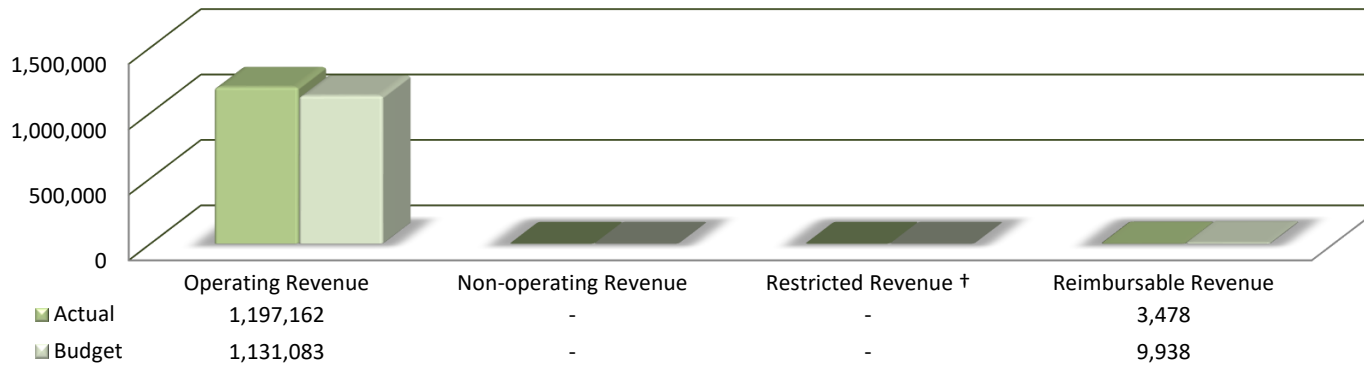 1,500,000
1,000,000
500,000
0
Operating Revenue Non-operating Revenue Restricted Revenue † Reimbursable Revenue
Actual 1,197,162 - - 3,478
Budget 1,131,083 - - 9,938